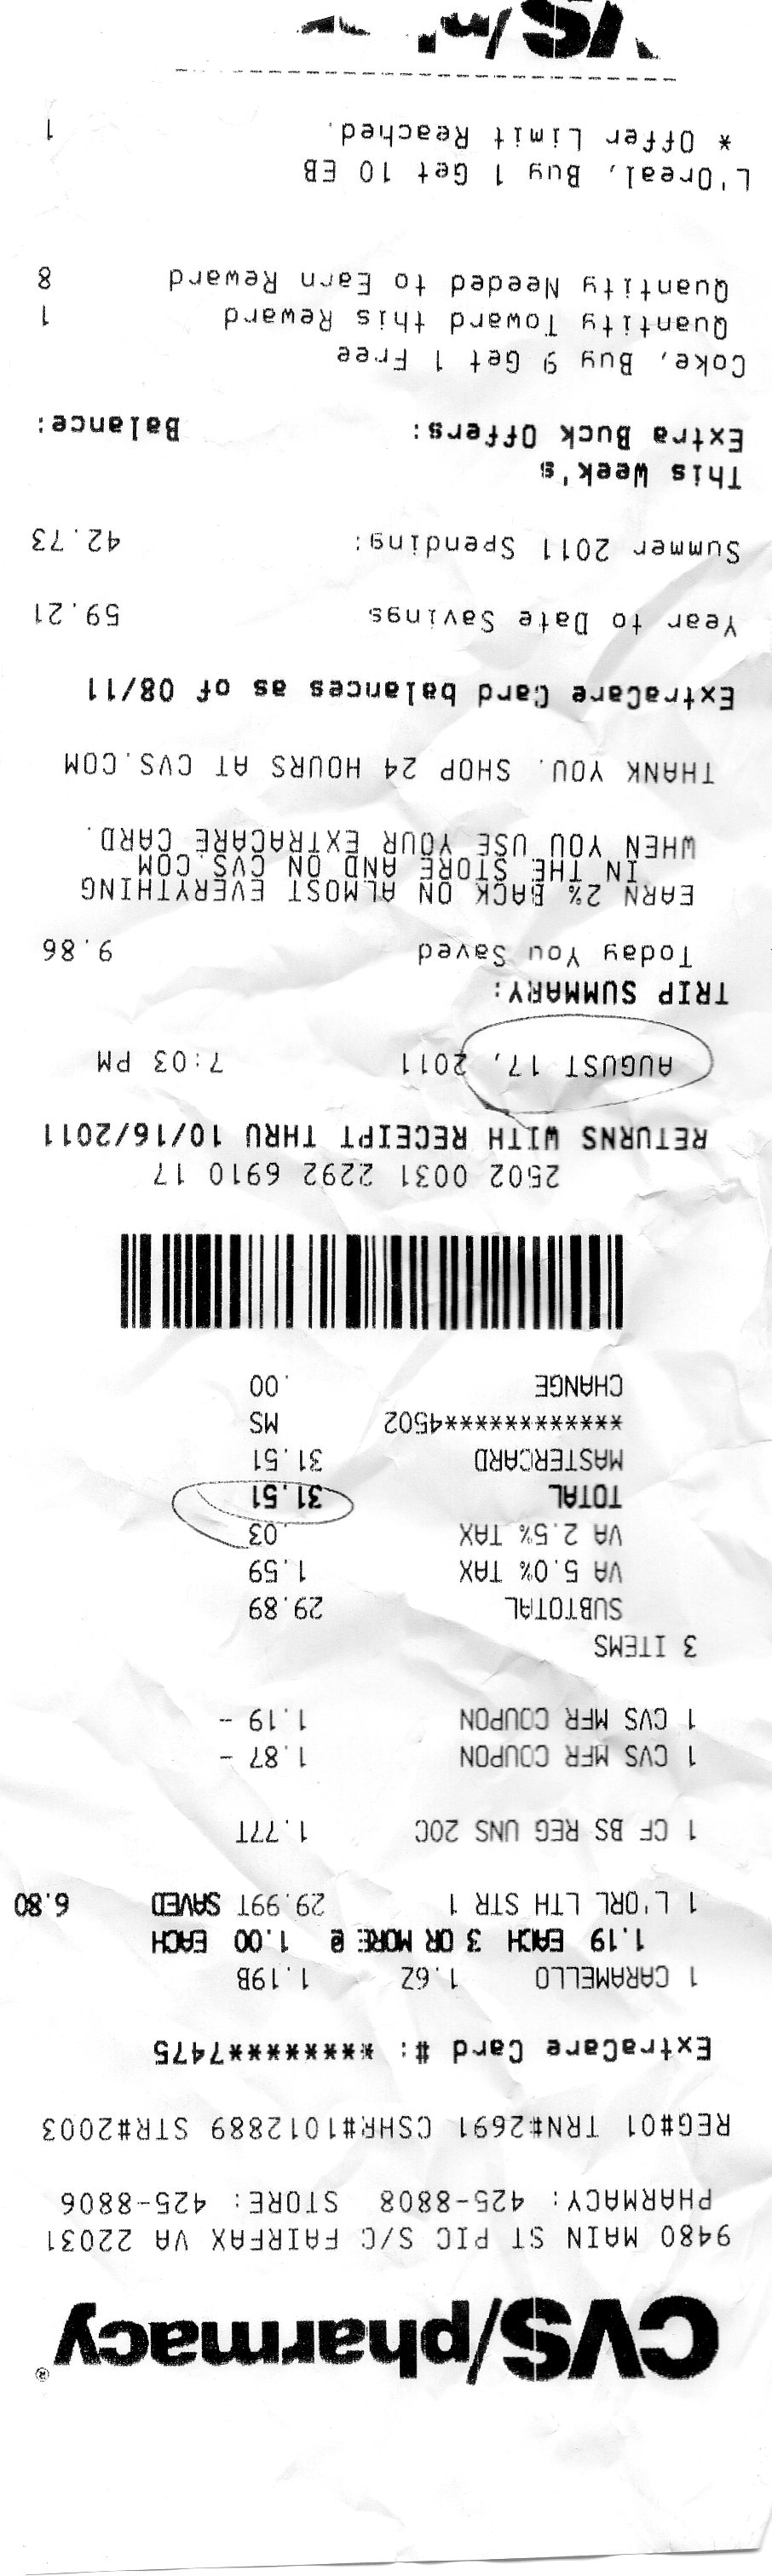 CVS/pharmacy®
9480 MAIN ST PIC S/C FAIRFAX VA 22031
PHARMACY: 425-8808 STORE: 425-8806
REG#01 TRN#2691 CSHR#1012889 STR#2003
ExtraCare Card #: *********7475
1 CARAMELLO 1.6Z 1.19B
1.19 EACH 3 OR MORE @ 1.00 EACH
1 L'ORL LTH STR 1 29.99T SAVED 6.80
1 CF BS REG UNS 20C 1.77T
1 CVS MFR COUPON 1.87 -
1 CVS MFR COUPON 1.19 -
3 ITEMS
SUBTOTAL 29.89
VA 5.0% TAX 1.59
VA 2.5% TAX .03
TOTAL 31.51
MASTERCARD 31.51
************4502 MS
CHANGE .00
2502 0031 2292 6910 17
RETURNS WITH RECEIPT THRU 10/16/2011
AUGUST 17, 2011 7:03 PM
TRIP SUMMARY:
Today You Saved 9.86
EARN 2% BACK ON ALMOST EVERYTHING
IN THE STORE AND ON CVS.COM
WHEN YOU USE YOUR EXTRACARE CARD.
THANK YOU. SHOP 24 HOURS AT CVS.COM
ExtraCare Card balances as of 08/11
Year to Date Savings 59.21
Summer 2011 Spending: 42.73
This Week's
Extra Buck Offers: Balance:
Coke, Buy 9 Get 1 Free
Quantity Toward this Reward 1
Quantity Needed to Earn Reward 8
L'Oreal, Buy 1 Get 10 EB
* Offer Limit Reached. 1